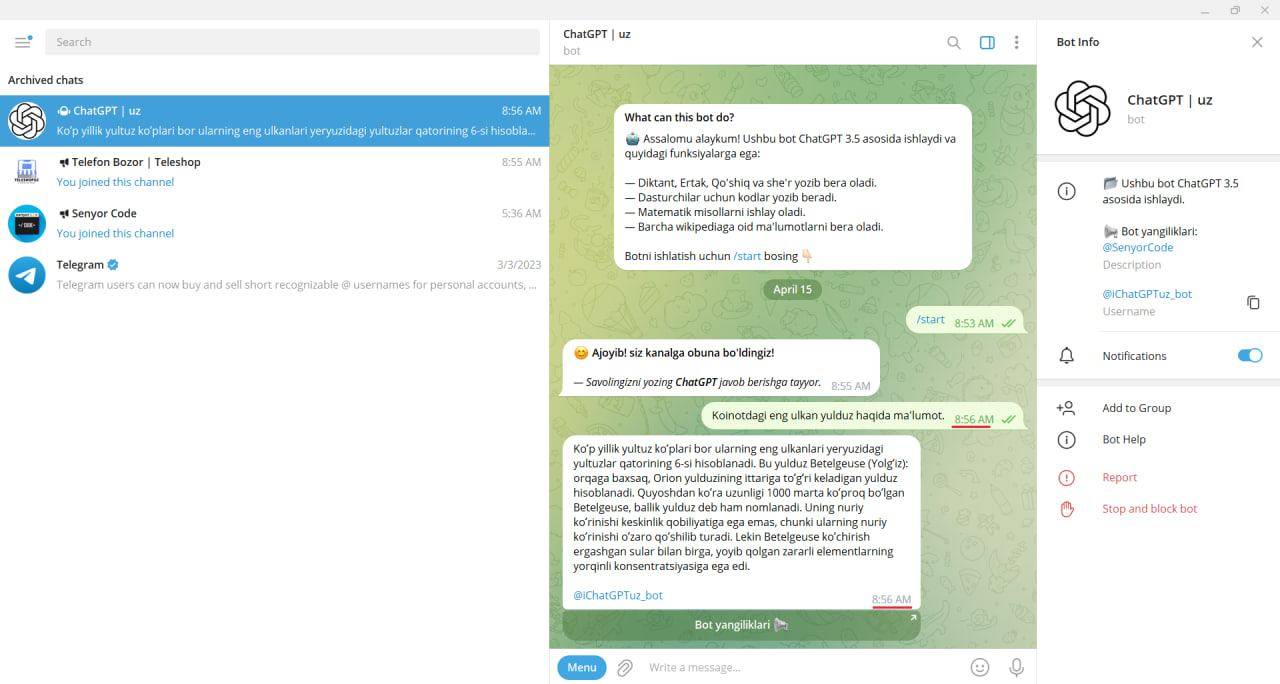 Search
Archived chats
ChatGPT | uz
8:56 AM
Ko'p yillik yultuz ko'plari bor ularning eng ulkanlari yeryuzidagi yultuzlar qatorining 6-si hisobla...
Telefon Bozor | Teleshop
8:55 AM
You joined this channel
Senyor Code
5:36 AM
You joined this channel
Telegram
3/3/2023
Telegram users can now buy and sell short recognizable @ usernames for personal accounts, ...
ChatGPT | uz
bot
What can this bot do?
Assalomu alaykum! Ushbu bot ChatGPT 3.5 asosida ishlaydi va
quyidagi funksiyalarga ega:
— Diktant, Ertak, Qo'shiq va she'r yozib bera oladi.
— Dasturchilar uchun kodlar yozib beradi.
— Matematik misollarni ishlay oladi.
— Barcha wikipediaga oid ma'lumotlarni bera oladi.
Botni ishlatish uchun /start bosing
April 15
/start
8:53 AM
Ajoyib! siz kanalga obuna bo'ldingiz!
— Savolingizni yozing ChatGPT javob berishga tayyor.
8:55 AM
Koinotdagi eng ulkan yulduz haqida ma'lumot.
8:56 AM
Ko'p yillik yultuz ko'plari bor ularning eng ulkanlari yeryuzidagi
yultuzlar qatorining 6-si hisoblanadi. Bu yulduz Betelgeuse (Yolg'iz):
orqaga baxsaq, Orion yulduzining ittariga to'g'ri keladigan yulduz
hisoblanadi. Quyoshdan ko'ra uzunligi 1000 marta ko'proq bo'lgan
Betelgeuse, ballik yulduz deb ham nomlanadi. Uning nuriy
ko'rinishi keskinlik qobiliyatiga ega emas, chunki ularning nuriy
ko'rinishi o'zaro qo'shilib turadi. Lekin Betelgeuse ko'chirish
ergashgan sular bilan birga, yoyib qolgan zararli elementlarning
yorqinli konsentratsiyasiga ega edi.
@iChatGPTuz_bot
8:56 AM
Bot yangiliklari
Menu
Write a message...
Bot Info
ChatGPT | uz
bot
Ushbu bot ChatGPT 3.5
asosida ishlaydi.
Bot yangiliklari:
@SenyorCode
Description
@iChatGPTuz_bot
Username
Notifications
Add to Group
Bot Help
Report
Stop and block bot